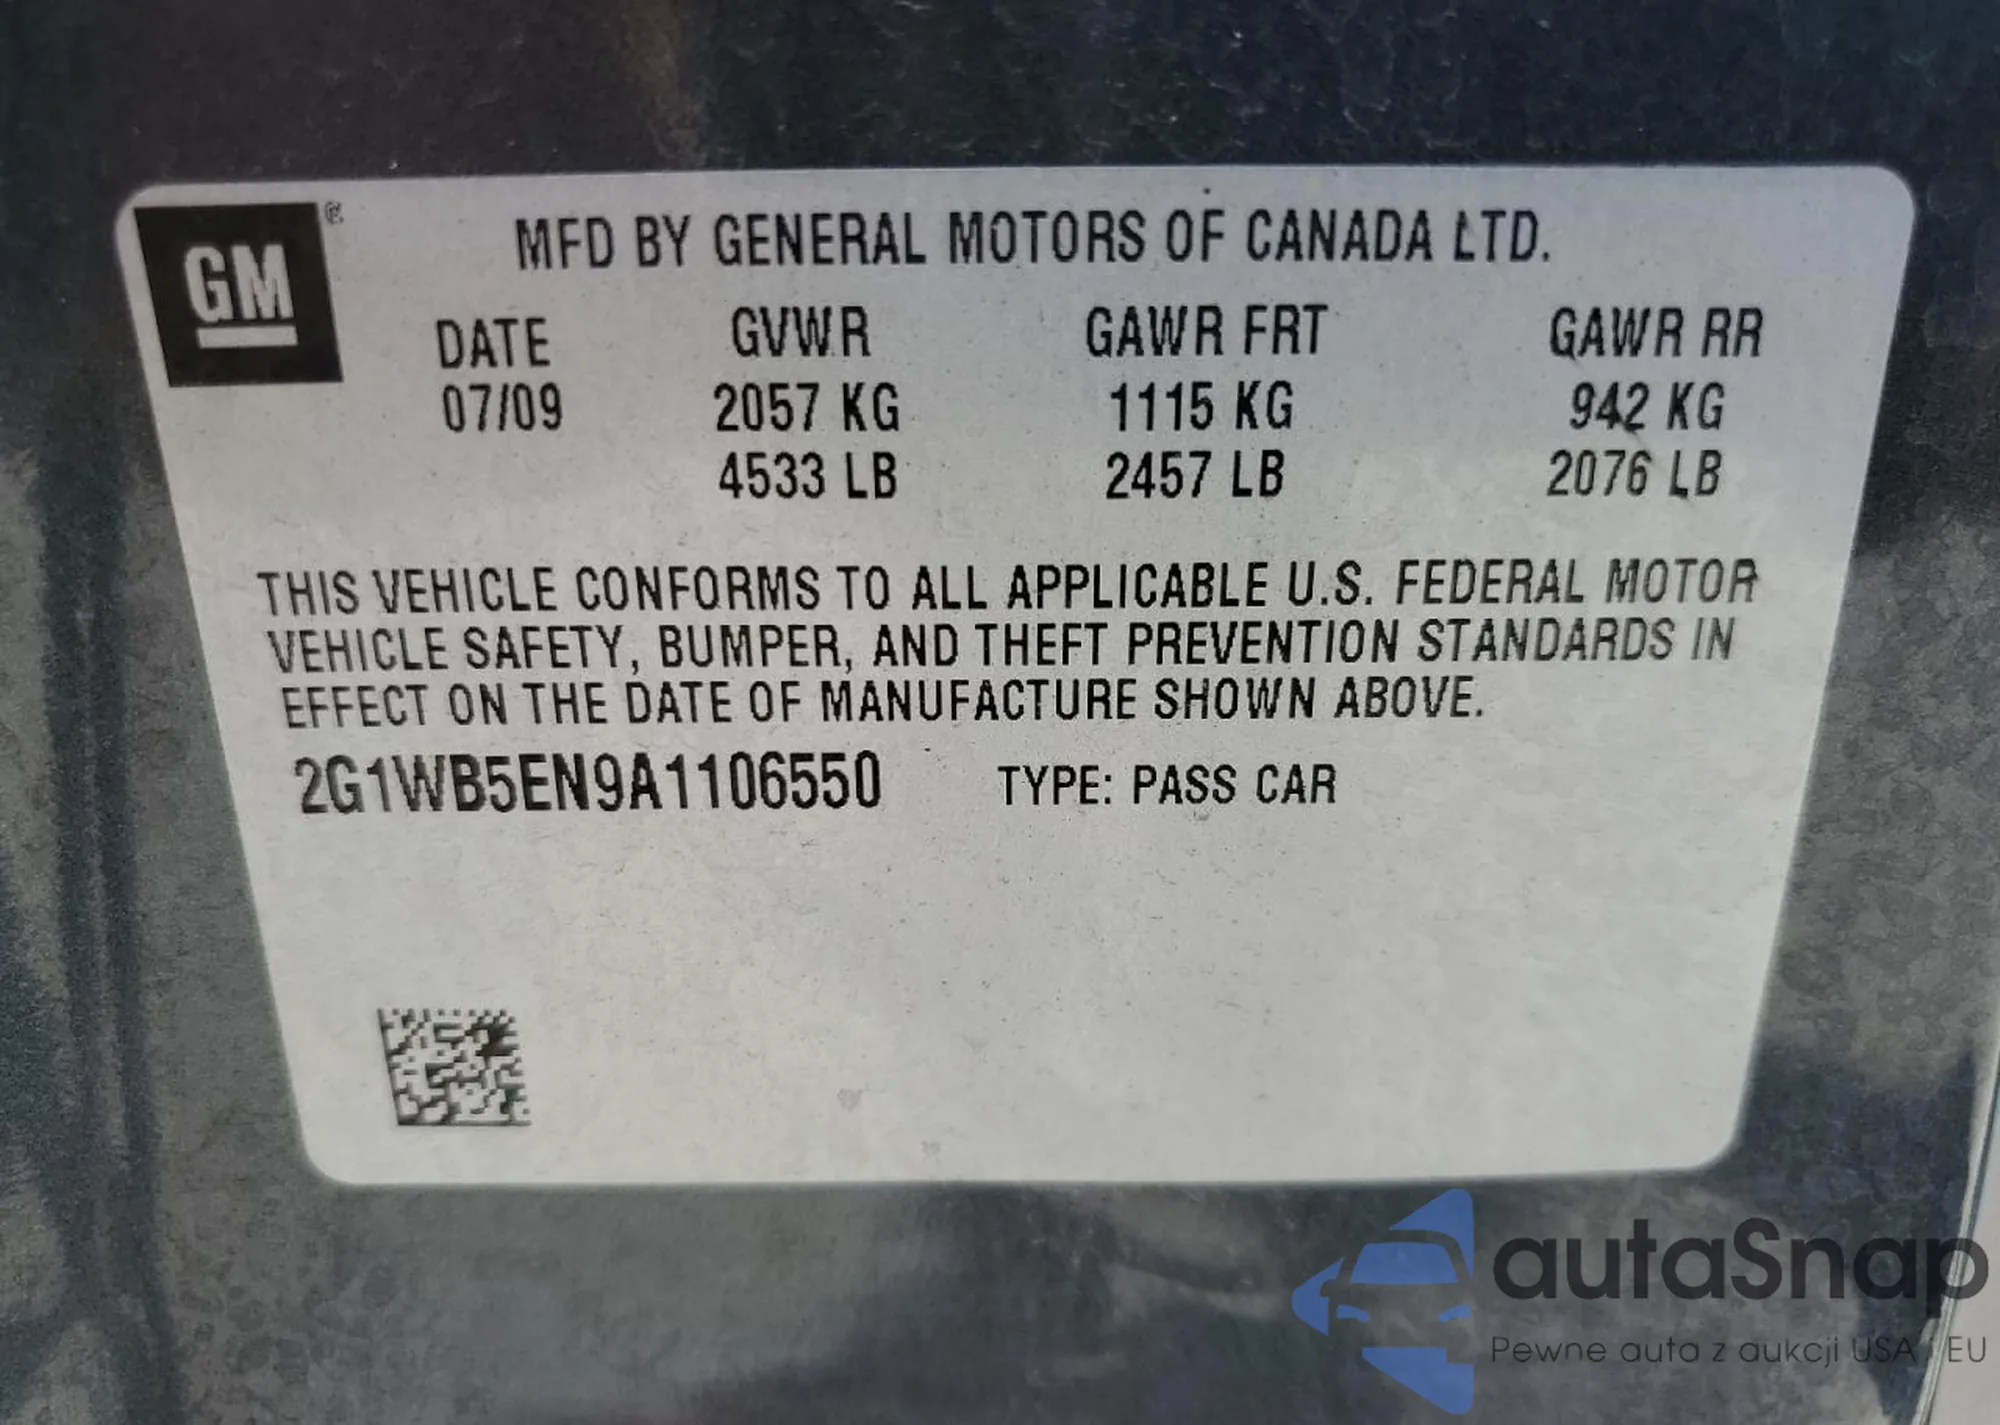 GM ®
MFD BY GENERAL MOTORS OF CANADA LTD.
DATE GVWR GAWR FRT GAWR RR
07/09 2057 KG 1115 KG 942 KG
4533 LB 2457 LB 2076 LB
THIS VEHICLE CONFORMS TO ALL APPLICABLE U.S. FEDERAL MOTOR
VEHICLE SAFETY, BUMPER, AND THEFT PREVENTION STANDARDS IN
EFFECT ON THE DATE OF MANUFACTURE SHOWN ABOVE.
2G1WB5EN9A1106550 TYPE: PASS CAR
autaSnap
Pewne auta z aukcji USA i EU